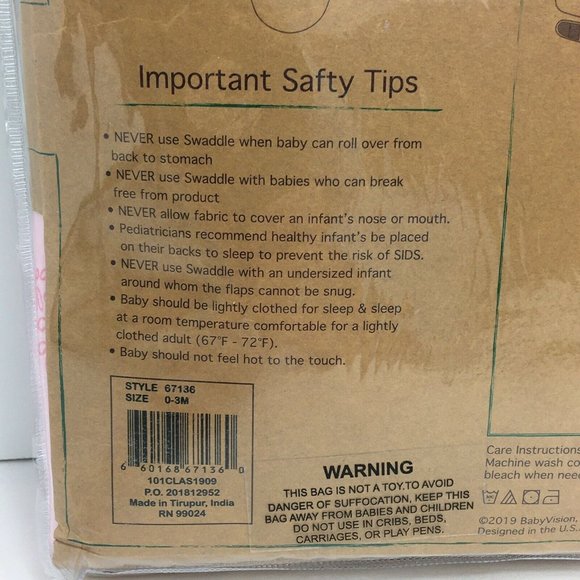 Important Safty Tips
• NEVER use Swaddle when baby can roll over from
back to stomach
• NEVER use Swaddle with babies who can break
free from product
• NEVER allow fabric to cover an infant's nose or mouth.
• Pediatricians recommend healthy infant's be placed
on their backs to sleep to prevent the risk of SIDS.
• NEVER use Swaddle with an undersized infant
around whom the flaps cannot be snug.
• Baby should be lightly clothed for sleep & sleep
at a room temperature comfortable for a lightly
clothed adult (67°F - 72°F).
• Baby should not feel hot to the touch.
STYLE 67136
SIZE 0-3M
6 60168 67136 0
101CLAS1909
P.O. 201812952
Made in Tirupur, India
RN 99024
WARNING
THIS BAG IS NOT A TOY.TO AVOID
DANGER OF SUFFOCATION, KEEP THIS
BAG AWAY FROM BABIES AND CHILDREN
DO NOT USE IN CRIBS, BEDS,
CARRIAGES, OR PLAY PENS.
Care Instructions
Machine wash co
bleach when nee
©2019 BabyVision,
Designed in the U.S.